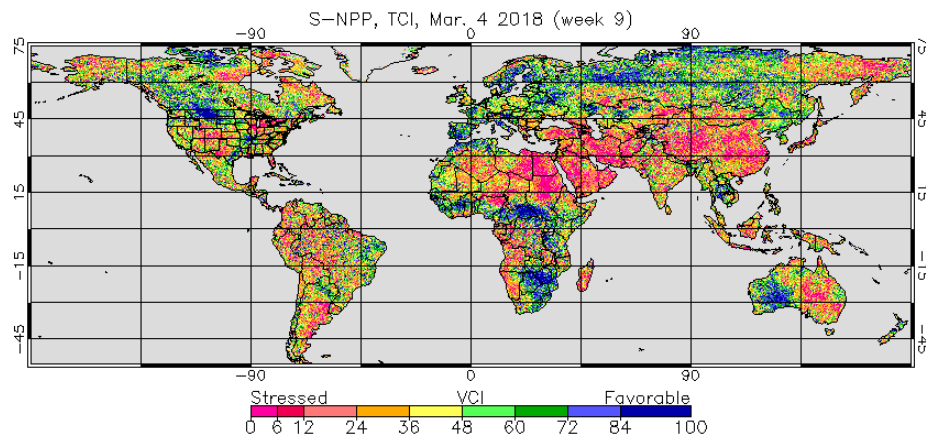 S-NPP, TCI, Mar. 4 2018 (week 9)
-90 0 90
75 75
45 45
15 15
-15 -15
-45 -45
-90 0 90
Stressed VCI Favorable
0 6 12 24 36 48 60 72 84 100